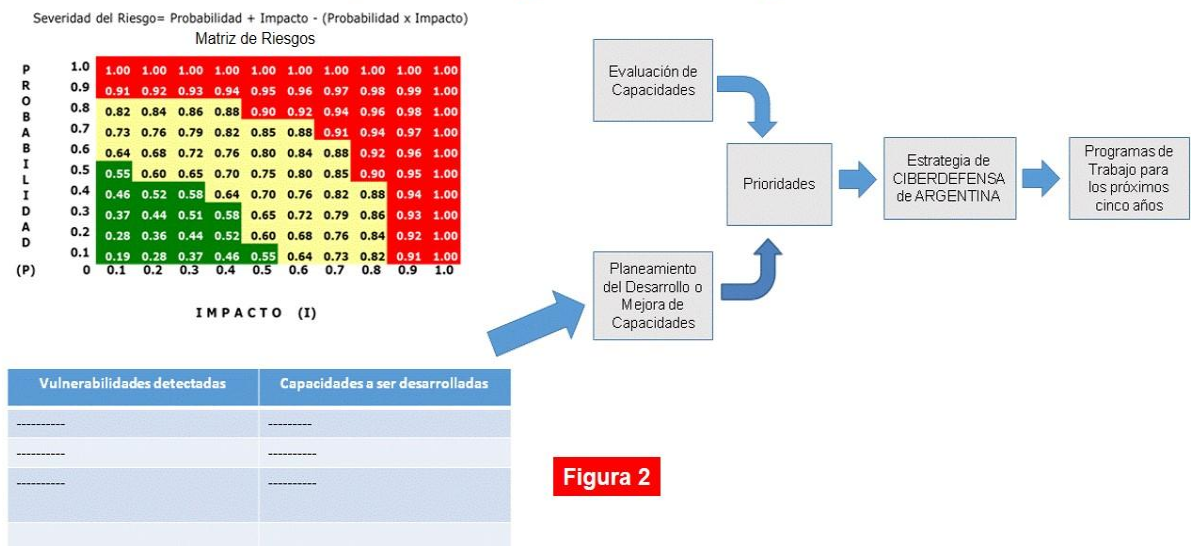 Severidad del Riesgo= Probabilidad + Impacto - (Probabilidad x Impacto)
Matriz de Riesgos
PROBABILIDAD
(P)
1.0 1.00 1.00 1.00 1.00 1.00 1.00 1.00 1.00 1.00 1.00
0.9 0.91 0.92 0.93 0.94 0.95 0.96 0.97 0.98 0.99 1.00
0.8 0.82 0.84 0.86 0.88 0.90 0.92 0.94 0.96 0.98 1.00
0.7 0.73 0.76 0.79 0.82 0.85 0.88 0.91 0.94 0.97 1.00
0.6 0.64 0.68 0.72 0.76 0.80 0.84 0.88 0.92 0.96 1.00
0.5 0.55 0.60 0.65 0.70 0.75 0.80 0.85 0.90 0.95 1.00
0.4 0.46 0.52 0.58 0.64 0.70 0.76 0.82 0.88 0.94 1.00
0.3 0.37 0.44 0.51 0.58 0.65 0.72 0.79 0.86 0.93 1.00
0.2 0.28 0.36 0.44 0.52 0.60 0.68 0.76 0.84 0.92 1.00
0.1 0.19 0.28 0.37 0.46 0.55 0.64 0.73 0.82 0.91 1.00
0 0.1 0.2 0.3 0.4 0.5 0.6 0.7 0.8 0.9 1.0
IMPACTO (I)
Evaluación de
Capacidades
Prioridades
Estrategia de
CIBERDEFENSA
de ARGENTINA
Programas de
Trabajo para
los próximos
cinco años
Planeamiento
del Desarrollo o
Mejora de
Capacidades
Vulnerabilidades detectadas Capacidades a ser desarrolladas
---------- ---------
---------- ----------
---------- ----------
Figura 2